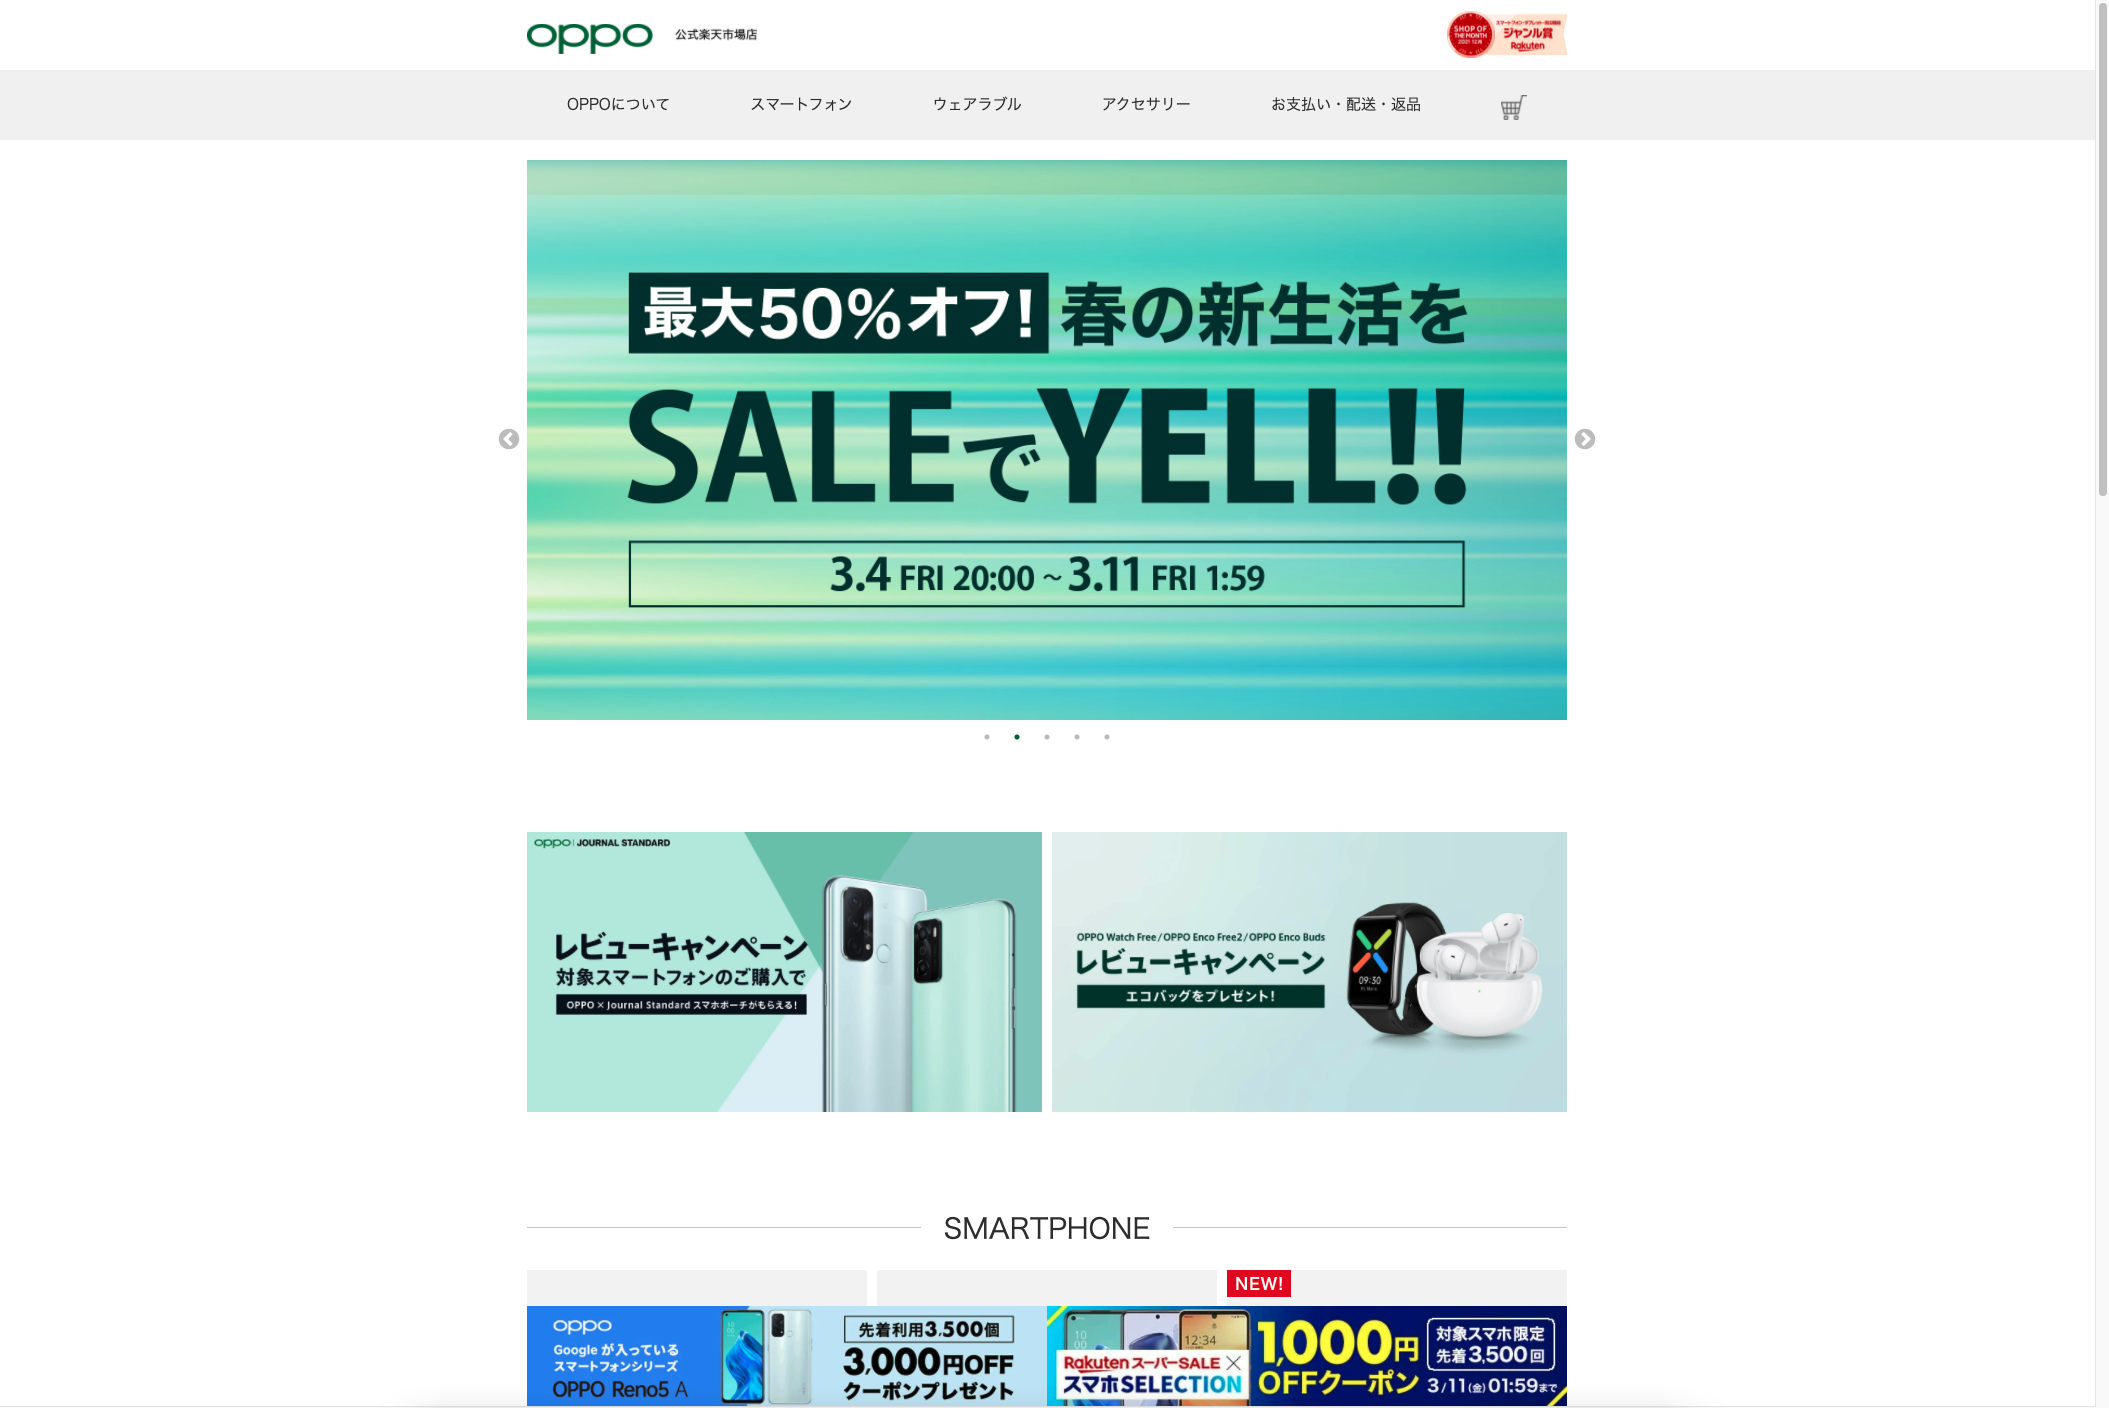 oppo 公式楽天市場店
SHOP OF
THE MONTH
2021 12月
スマートフォン・タブレット・周辺機器
ジャンル賞
Rakuten
OPPOについて スマートフォン ウェアラブル アクセサリー お支払い・配送・返品
最大50%オフ! 春の新生活を
SALEでYELL!!
3.4 FRI 20:00 ~ 3.11 FRI 1:59
oppo | JOURNAL STANDARD
レビューキャンペーン
対象スマートフォンのご購入で
OPPO × Journal Standard スマホポーチがもらえる!
OPPO Watch Free / OPPO Enco Free2 / OPPO Enco Buds
レビューキャンペーン
エコバッグをプレゼント!
09:30
SMARTPHONE
NEW!
oppo
Google が入っている
スマートフォンシリーズ
OPPO Reno5 A
先着利用3,500個
3,000円OFF
クーポンプレゼント
12:34
Rakuten スーパーSALE
スマホSELECTION
1,000円
OFFクーポン
対象スマホ限定
先着3,500回
3/11(金)01:59まで